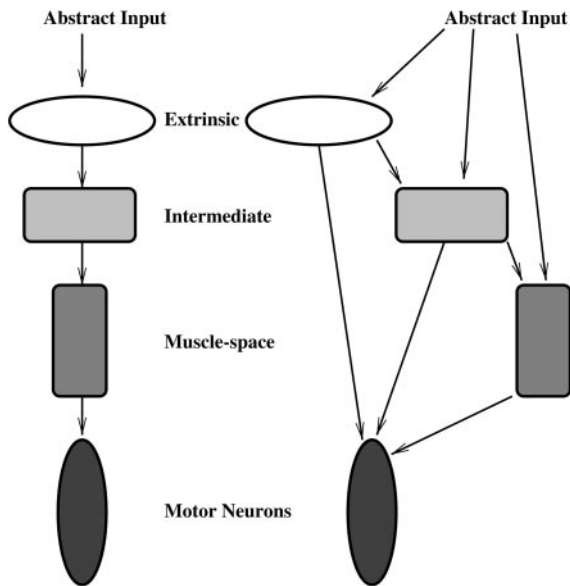 Abstract Input
Abstract Input
Extrinsic
Intermediate
Muscle-space
Motor Neurons